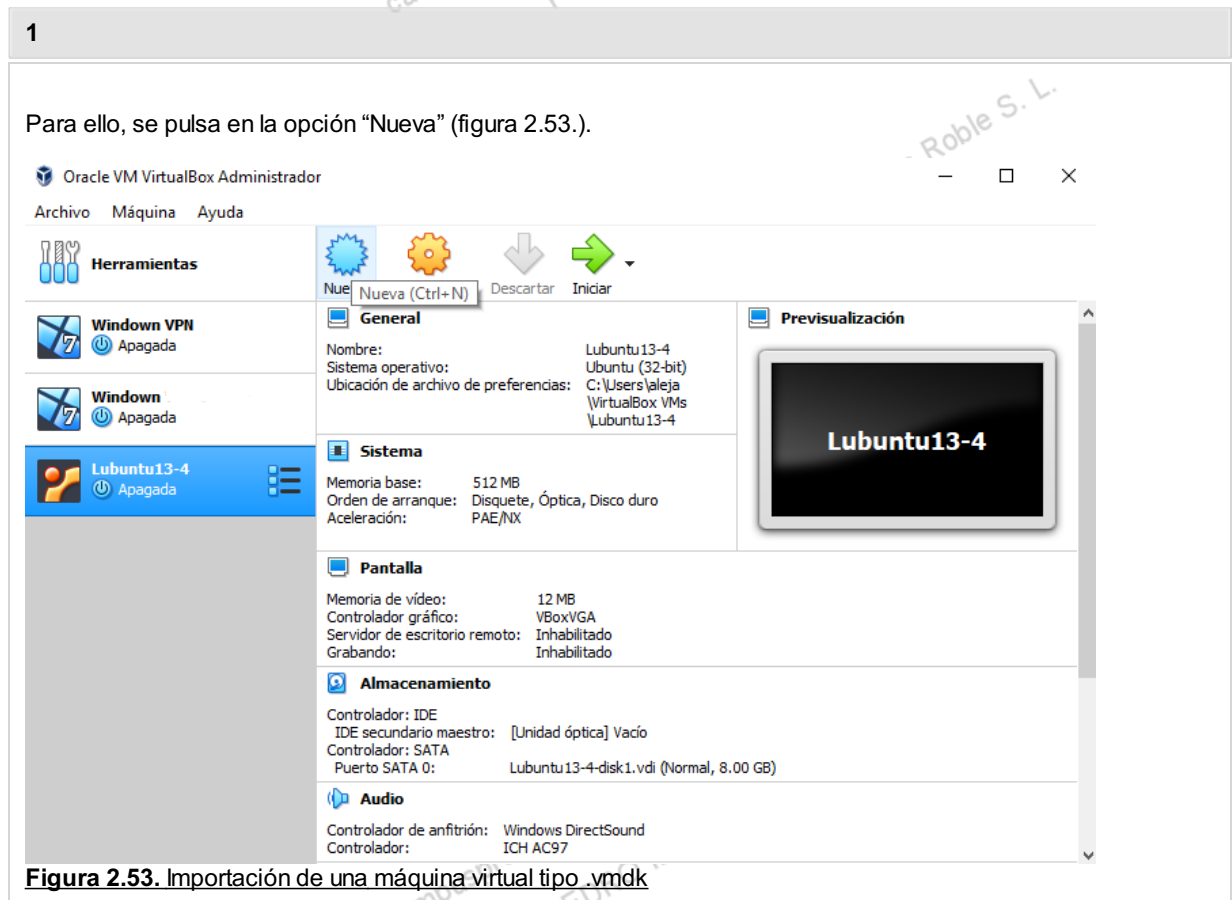 1
Para ello, se pulsa en la opción “Nueva” (figura 2.53.).
Roble S. L.
Oracle VM VirtualBox Administrador
Archivo Máquina Ayuda
Herramientas
Nue
Nueva (Ctrl+N)
Descartar
Iniciar
Windown VPN
Apagada
Windown
Apagada
Lubuntu13-4
Apagada
General
Nombre: Lubuntu13-4
Sistema operativo: Ubuntu (32-bit)
Ubicación de archivo de preferencias: C:\Users\aleja
\VirtualBox VMs
\Lubuntu13-4
Previsualización
Lubuntu13-4
Sistema
Memoria base: 512 MB
Orden de arranque: Disquete, Óptica, Disco duro
Aceleración: PAE/NX
Pantalla
Memoria de vídeo: 12 MB
Controlador gráfico: VBoxVGA
Servidor de escritorio remoto: Inhabilitado
Grabando: Inhabilitado
Almacenamiento
Controlador: IDE
IDE secundario maestro: [Unidad óptica] Vacío
Controlador: SATA
Puerto SATA 0: Lubuntu13-4-disk1.vdi (Normal, 8.00 GB)
Audio
Controlador de anfitrión: Windows DirectSound
Controlador: ICH AC97
Figura 2.53. Importación de una máquina virtual tipo .vmdk